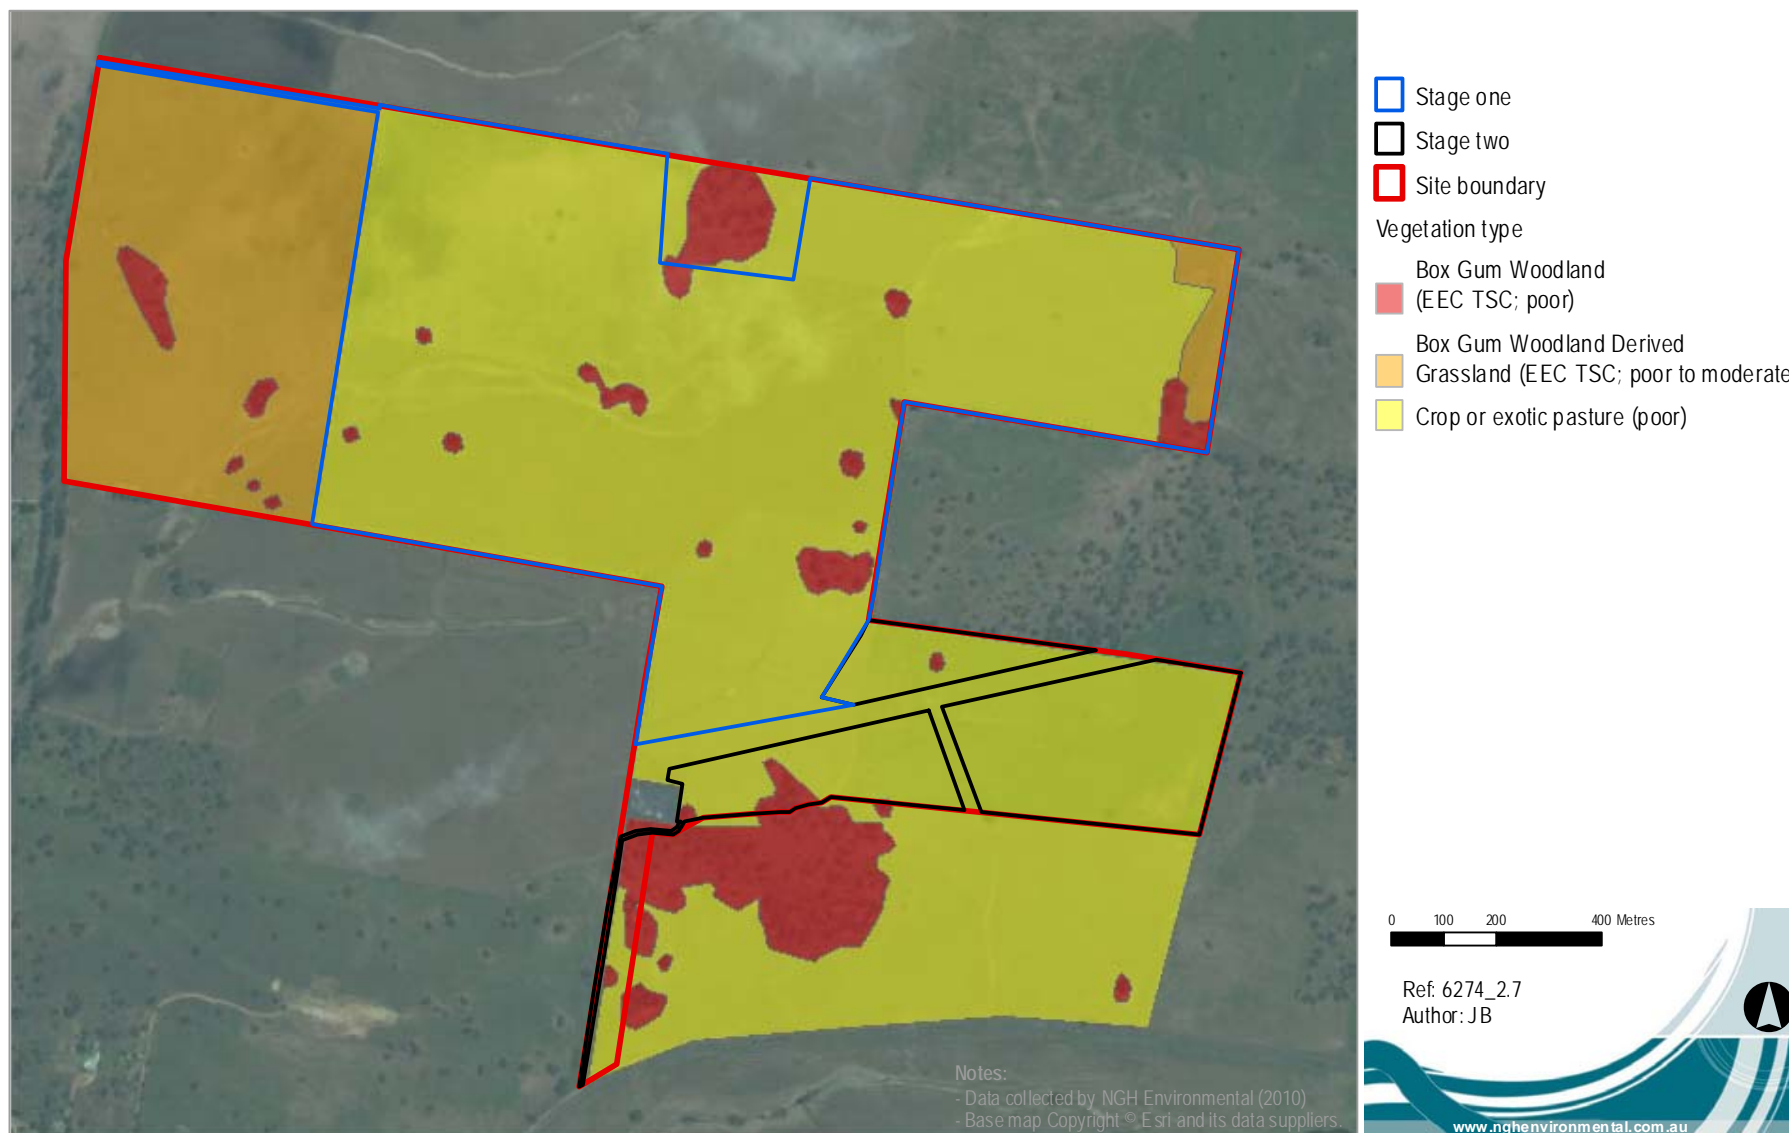 Stage one
Stage two
Site boundary
Vegetation type
Box Gum Woodland
(EEC TSC; poor)
Box Gum Woodland Derived
Grassland (EEC TSC; poor to moderate
Crop or exotic pasture (poor)
0 100 200 400 Metres
Ref: 6274_2.7
Author: JB
Notes:
- Data collected by NGH Environmental (2010)
- Base map Copyright © Esri and its data suppliers.
www.nghenvironmental.com.au